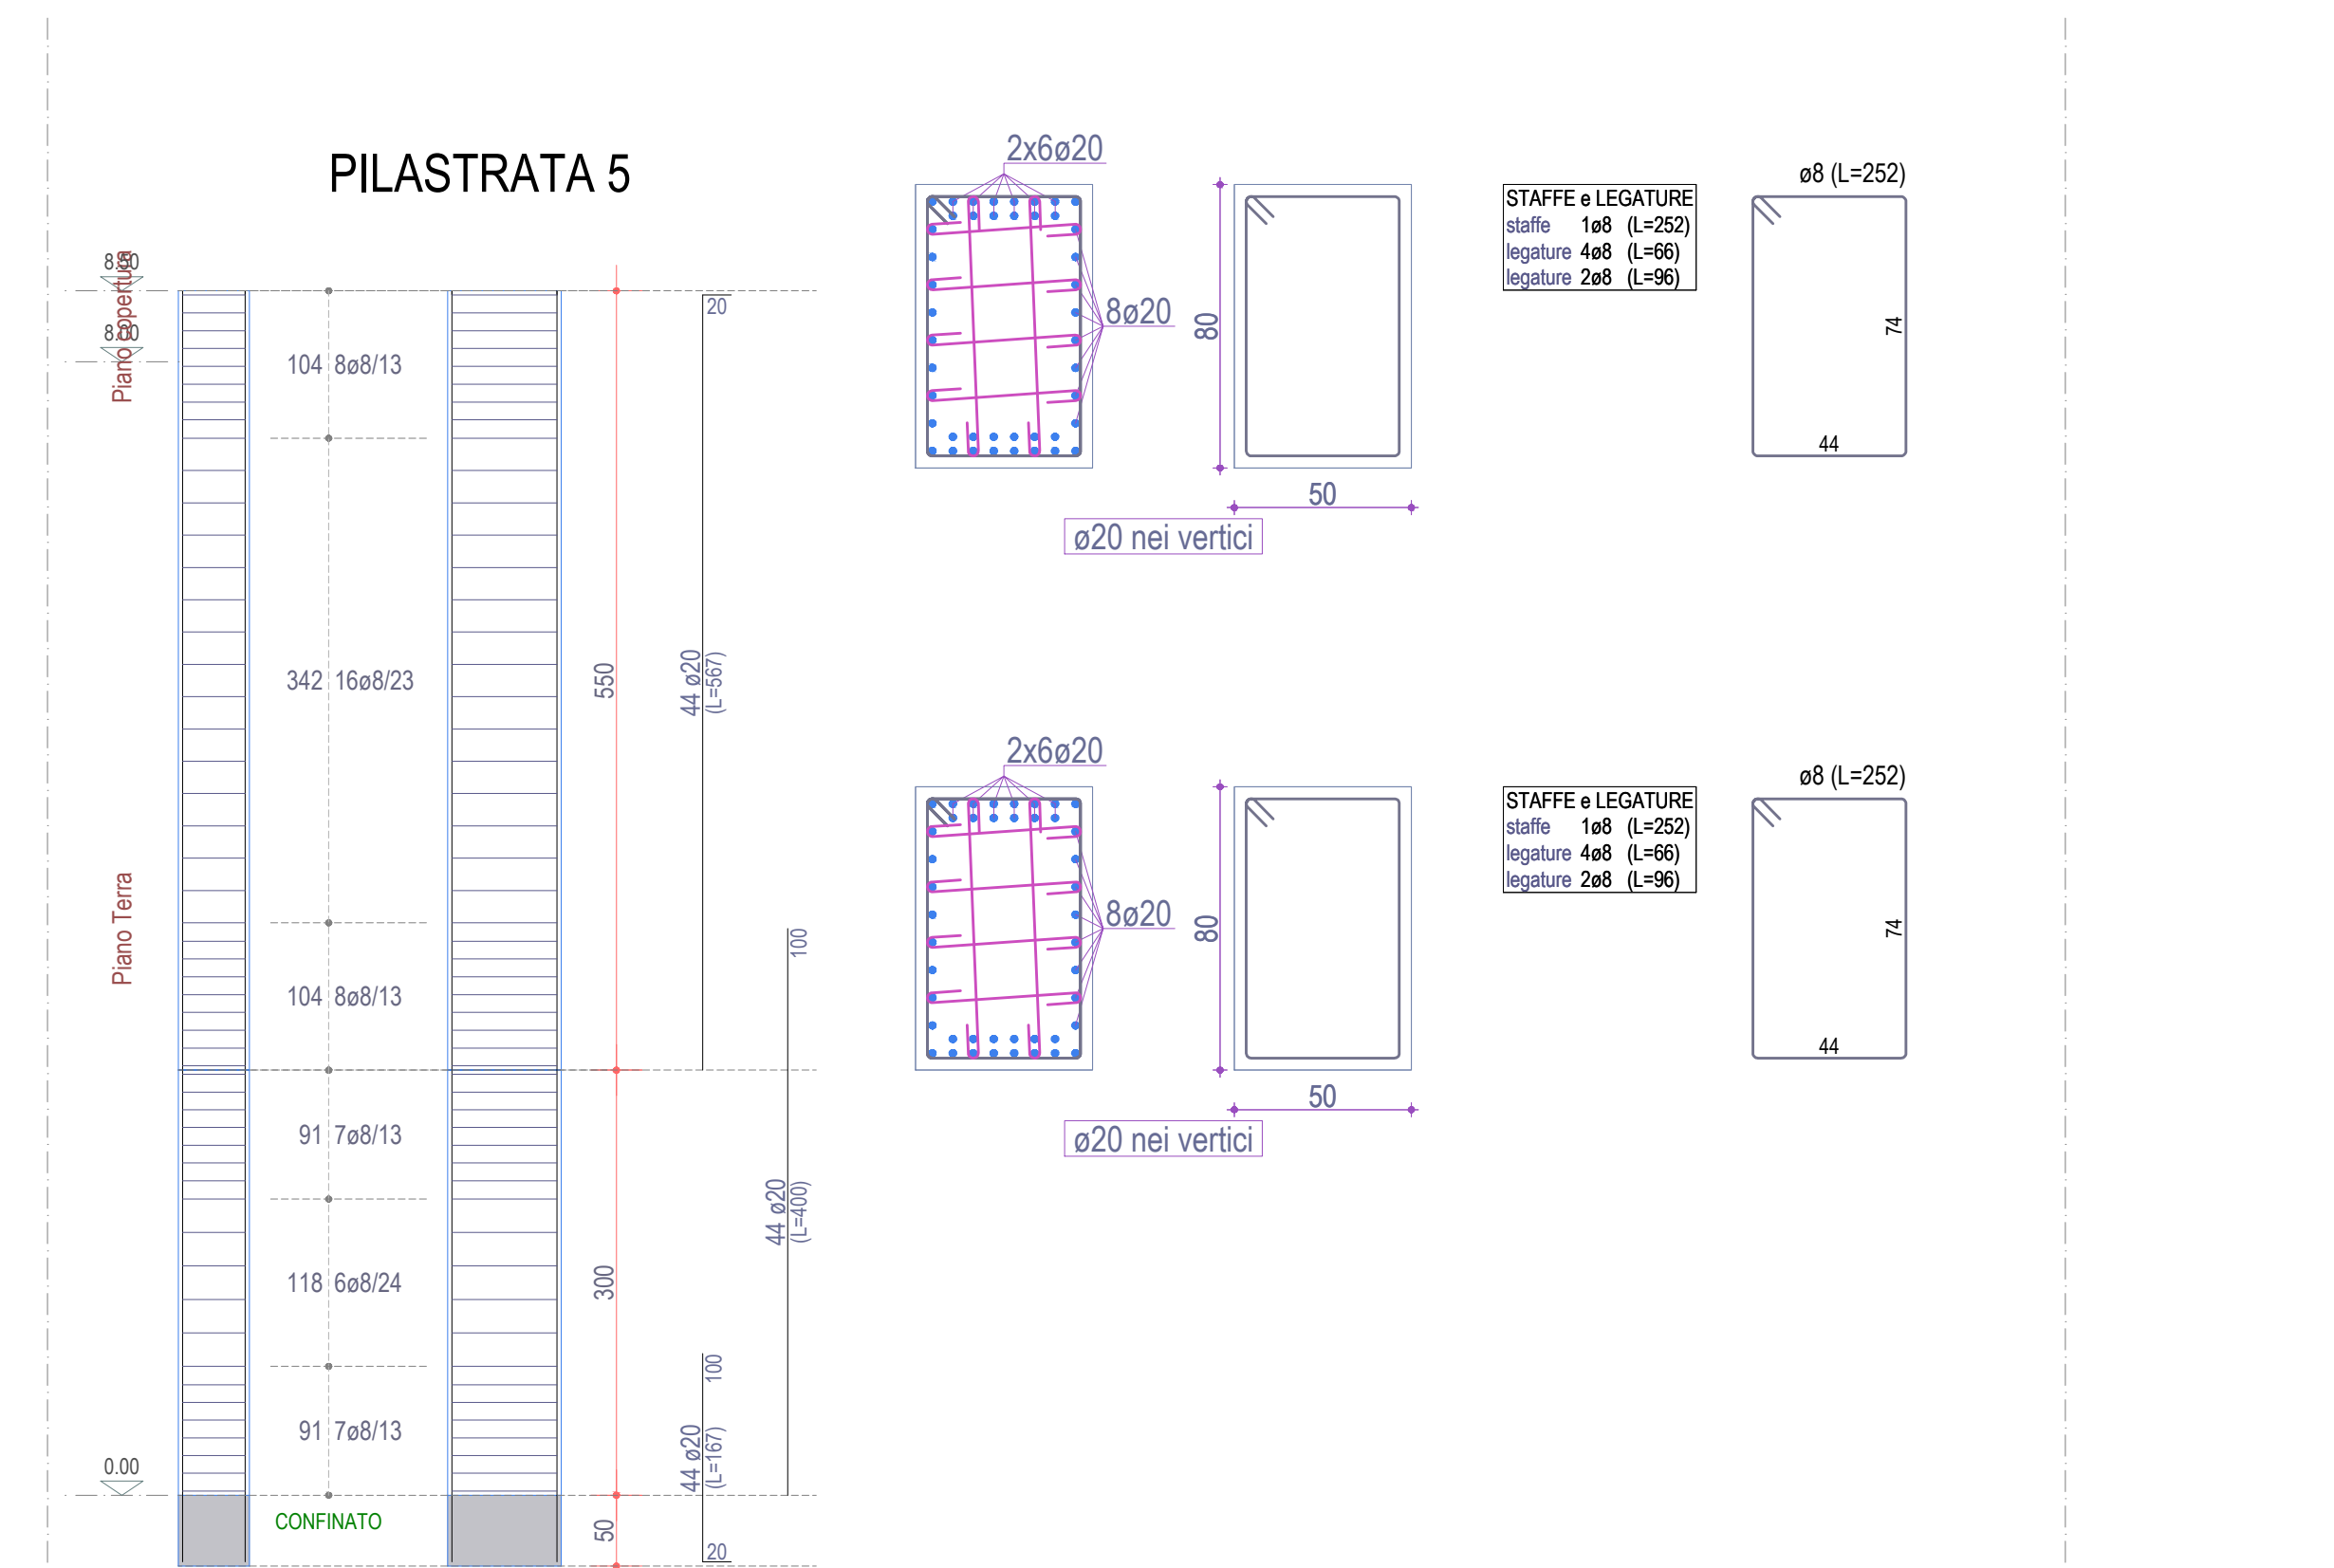 PILASTRATA 5
8.50
8.00
Piano copertura
Piano Terra
0.00
104 8ø8/13
342 16ø8/23
104 8ø8/13
91 7ø8/13
118 6ø8/24
91 7ø8/13
CONFINATO
550
300
50
20
44 ø20
(L=567)
100
44 ø20
(L=400)
100
44 ø20
(L=167)
20
2x6ø20
8ø20
80
50
ø20 nei vertici
STAFFE e LEGATURE
staffe 1ø8 (L=252)
legature 4ø8 (L=66)
legature 2ø8 (L=96)
ø8 (L=252)
74
44
2x6ø20
8ø20
80
50
ø20 nei vertici
STAFFE e LEGATURE
staffe 1ø8 (L=252)
legature 4ø8 (L=66)
legature 2ø8 (L=96)
ø8 (L=252)
74
44